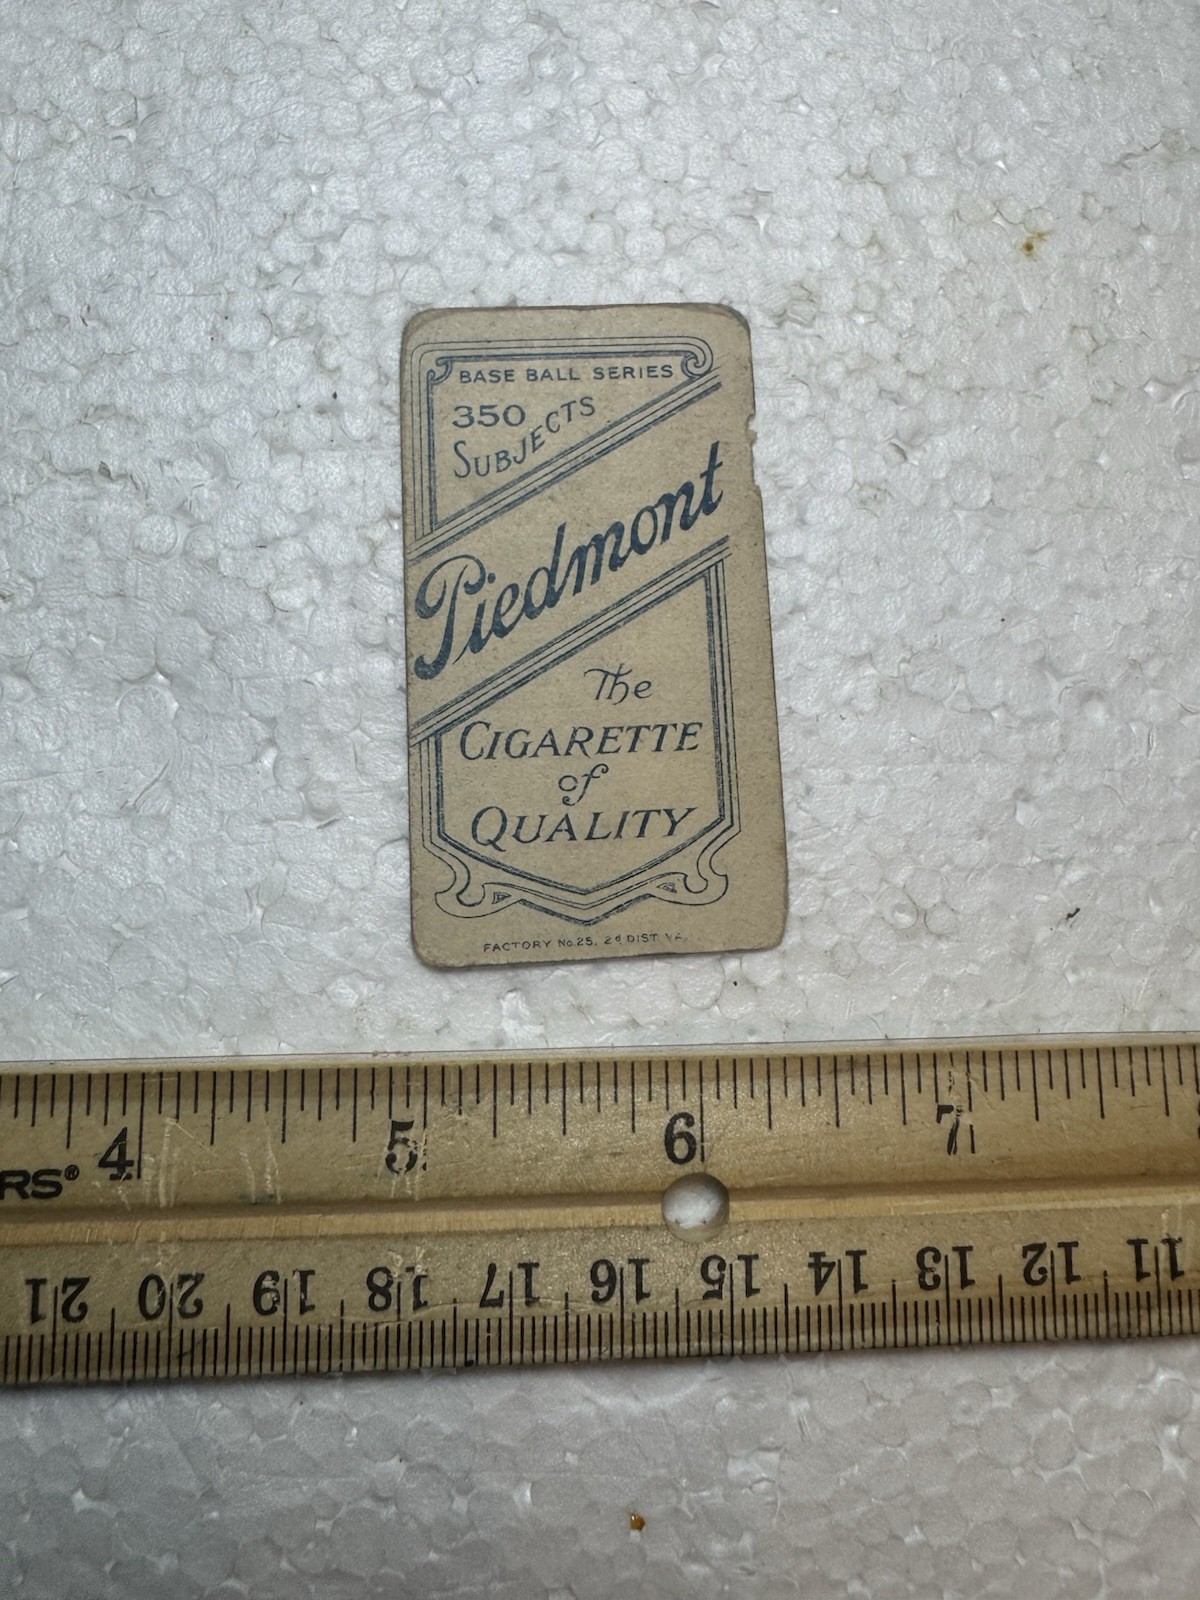 BASE BALL SERIES
350
SUBJECTS
Piedmont
The
CIGARETTE
of
QUALITY
FACTORY No. 25, 2d DIST. VA.
RS®
4 5 6 7
21 20 19 18 17 16 15 14 13 12 11